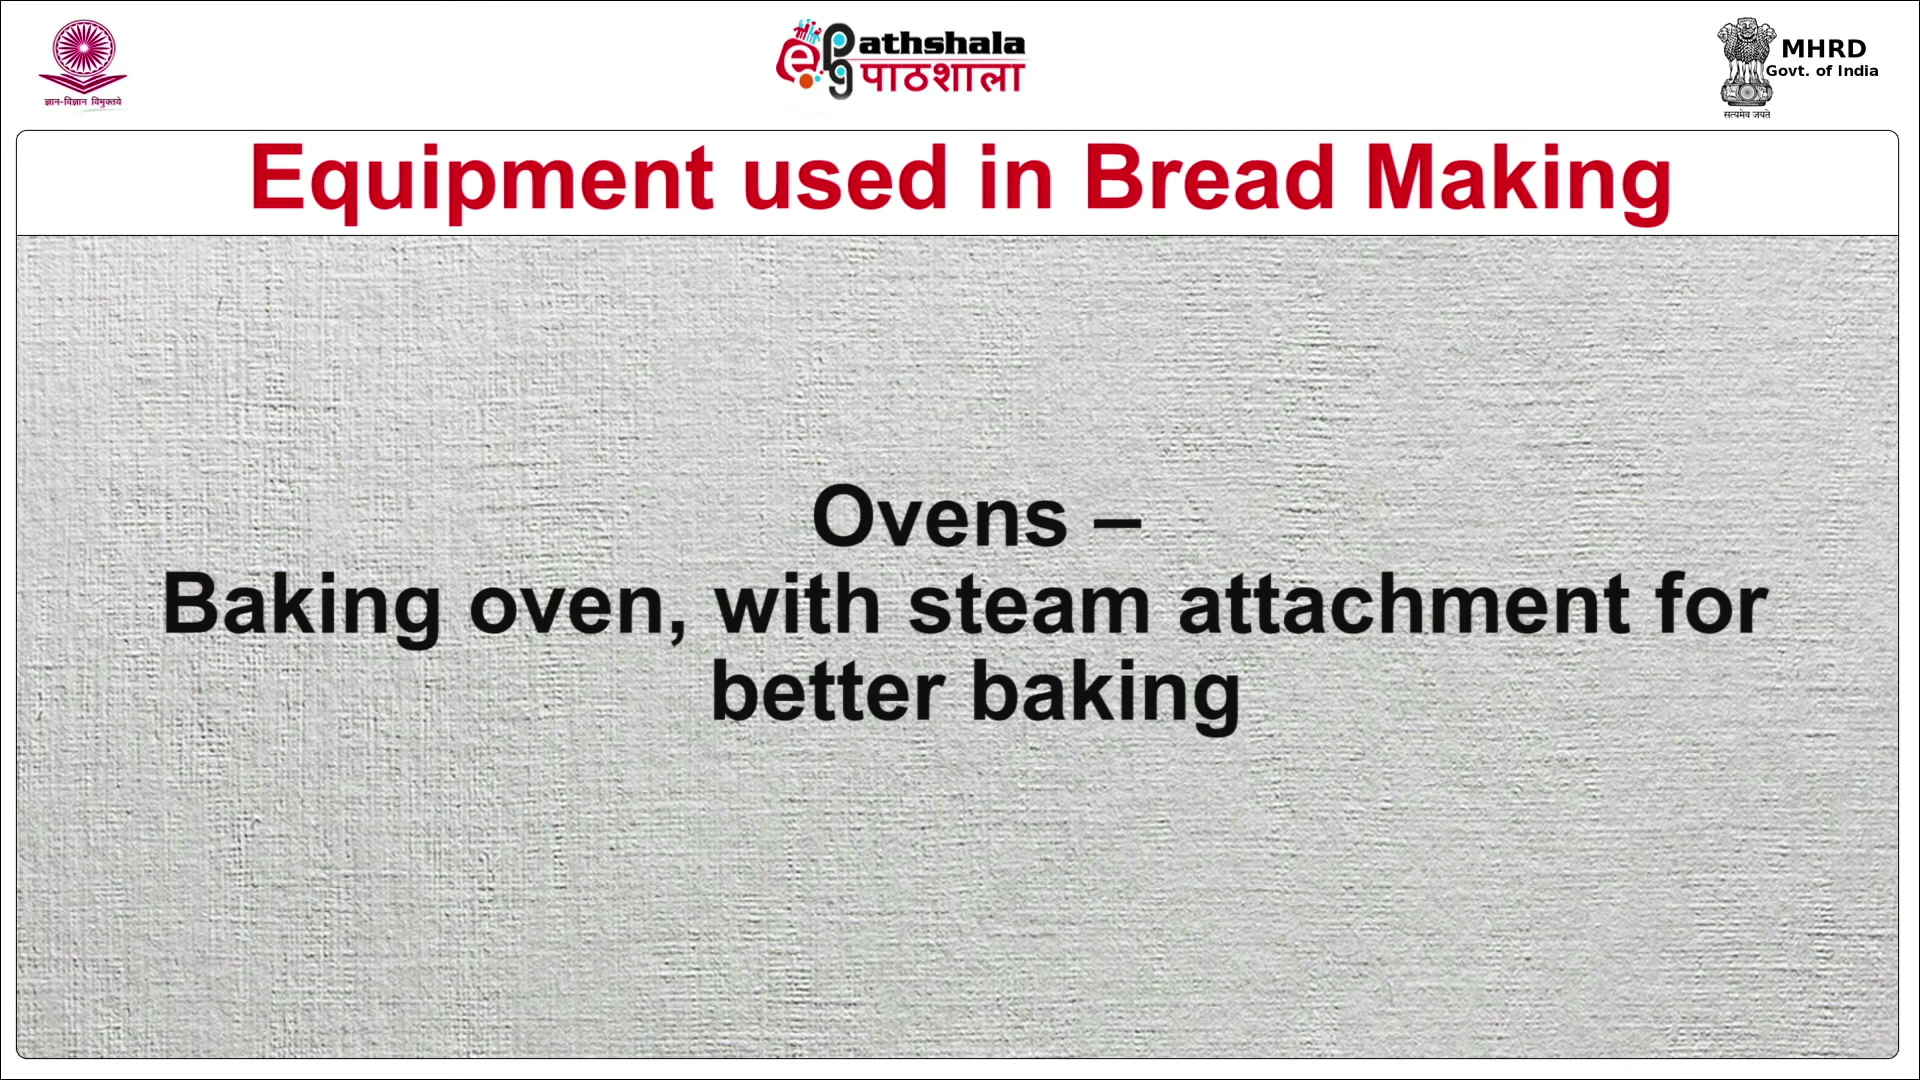 ज्ञान-विज्ञान विमुक्तये
e PG athshala
पाठशाला
MHRD
Govt. of India
सत्यमेव जयते
Equipment used in Bread Making
Ovens –
Baking oven, with steam attachment for
better baking